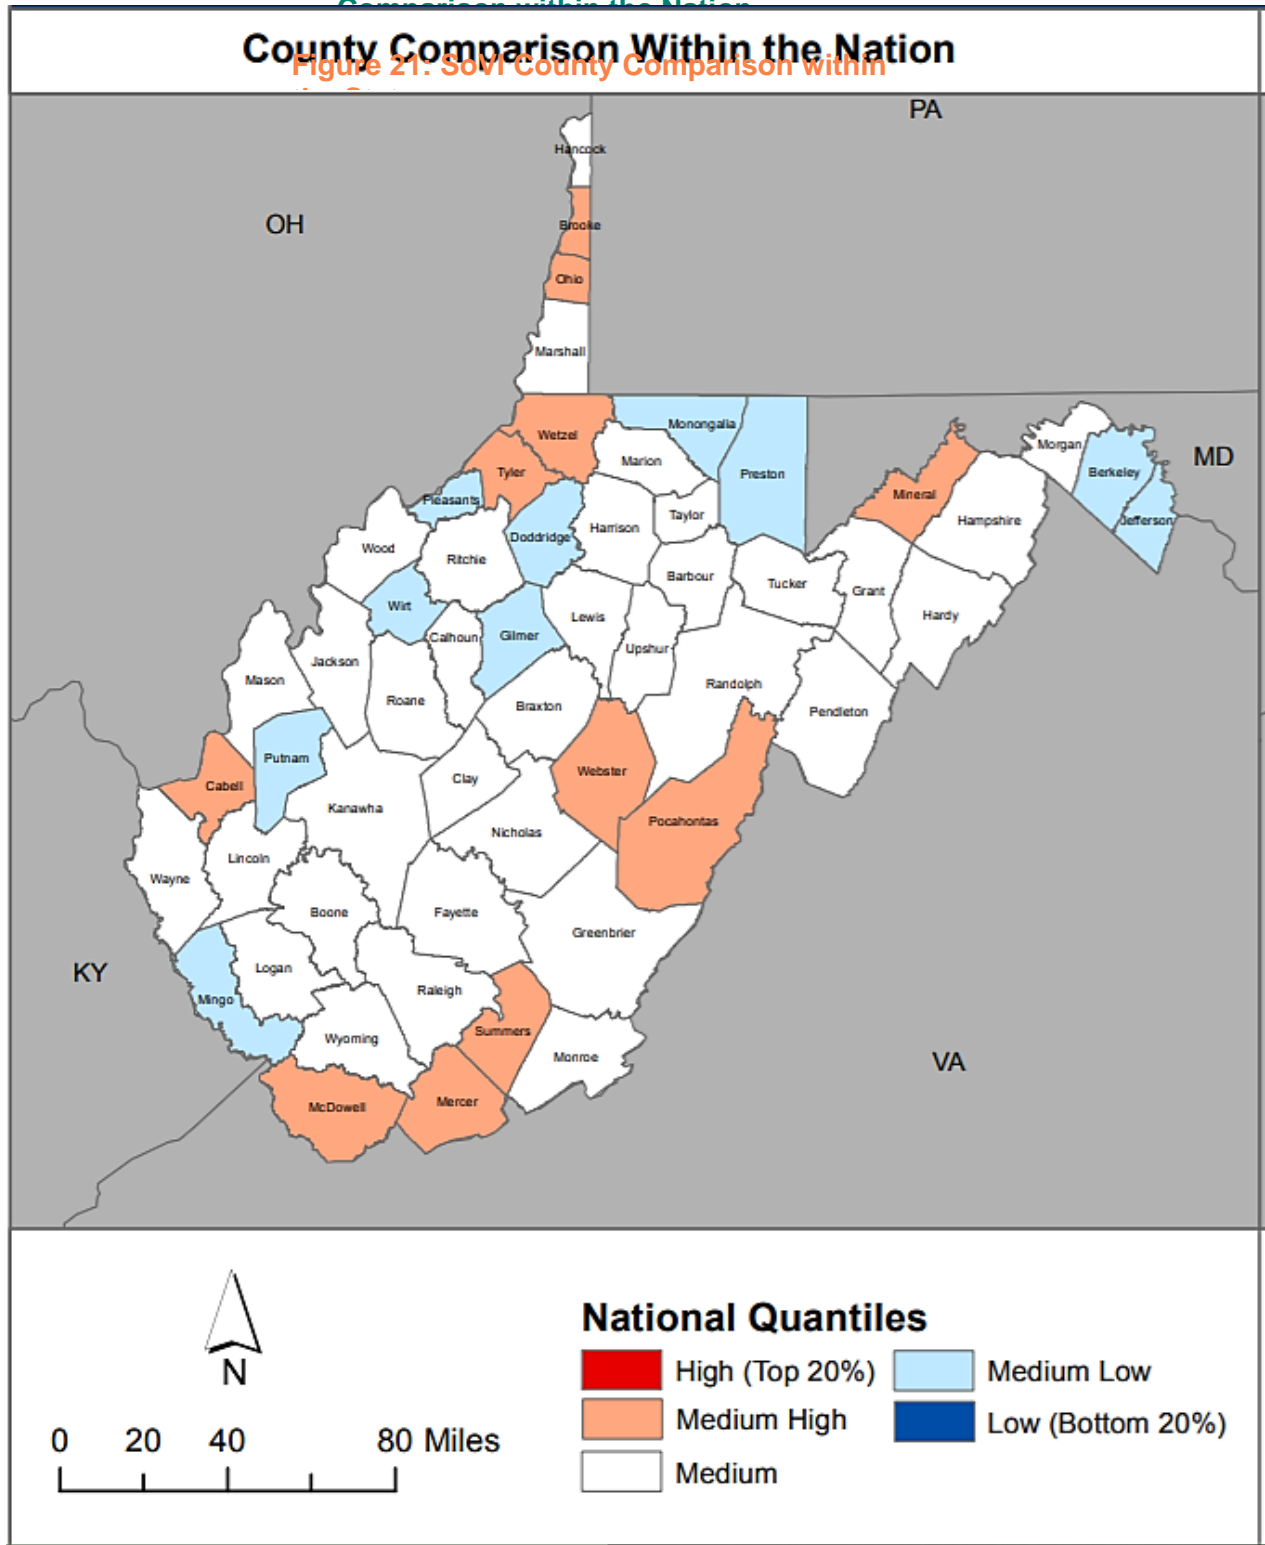 Comparison within the Nation
County Comparison Within the Nation
Figure 21: SoVI County Comparison within
PA
Hancock
OH
Brooke
Ohio
Marshall
Monongalia
Wetzel
Morgan
MD
Marion
Tyler
Preston
Berkeley
Mineral
Pleasants
Taylor
Hampshire
Jefferson
Harrison
Doddridge
Wood
Ritchie
Barbour
Tucker
Grant
Wirt
Hardy
Lewis
Gilmer
Calhoun
Upshur
Jackson
Mason
Randolph
Roane
Braxton
Pendleton
Putnam
Webster
Clay
Cabell
Kanawha
Pocahontas
Nicholas
Lincoln
Wayne
Boone
Fayette
Greenbrier
Logan
KY
Raleigh
Mingo
Summers
Wyoming
Monroe
VA
Mercer
McDowell
N
0 20 40 80 Miles
National Quantiles
High (Top 20%)
Medium High
Medium
Medium Low
Low (Bottom 20%)